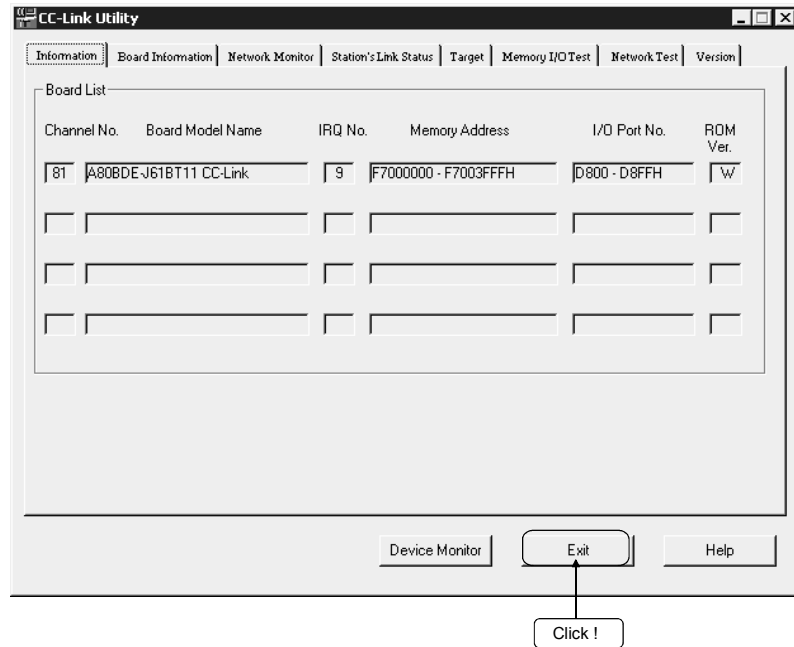 CC-Link Utility
Information Board Information Network Monitor Station's Link Status Target Memory I/O Test Network Test Version
Board List
Channel No. Board Model Name IRQ No. Memory Address I/O Port No. ROM Ver.
81 A80BDE-J61BT11 CC-Link 9 F7000000 - F7003FFFH D800 - D8FFH W
Device Monitor Exit Help
Click !